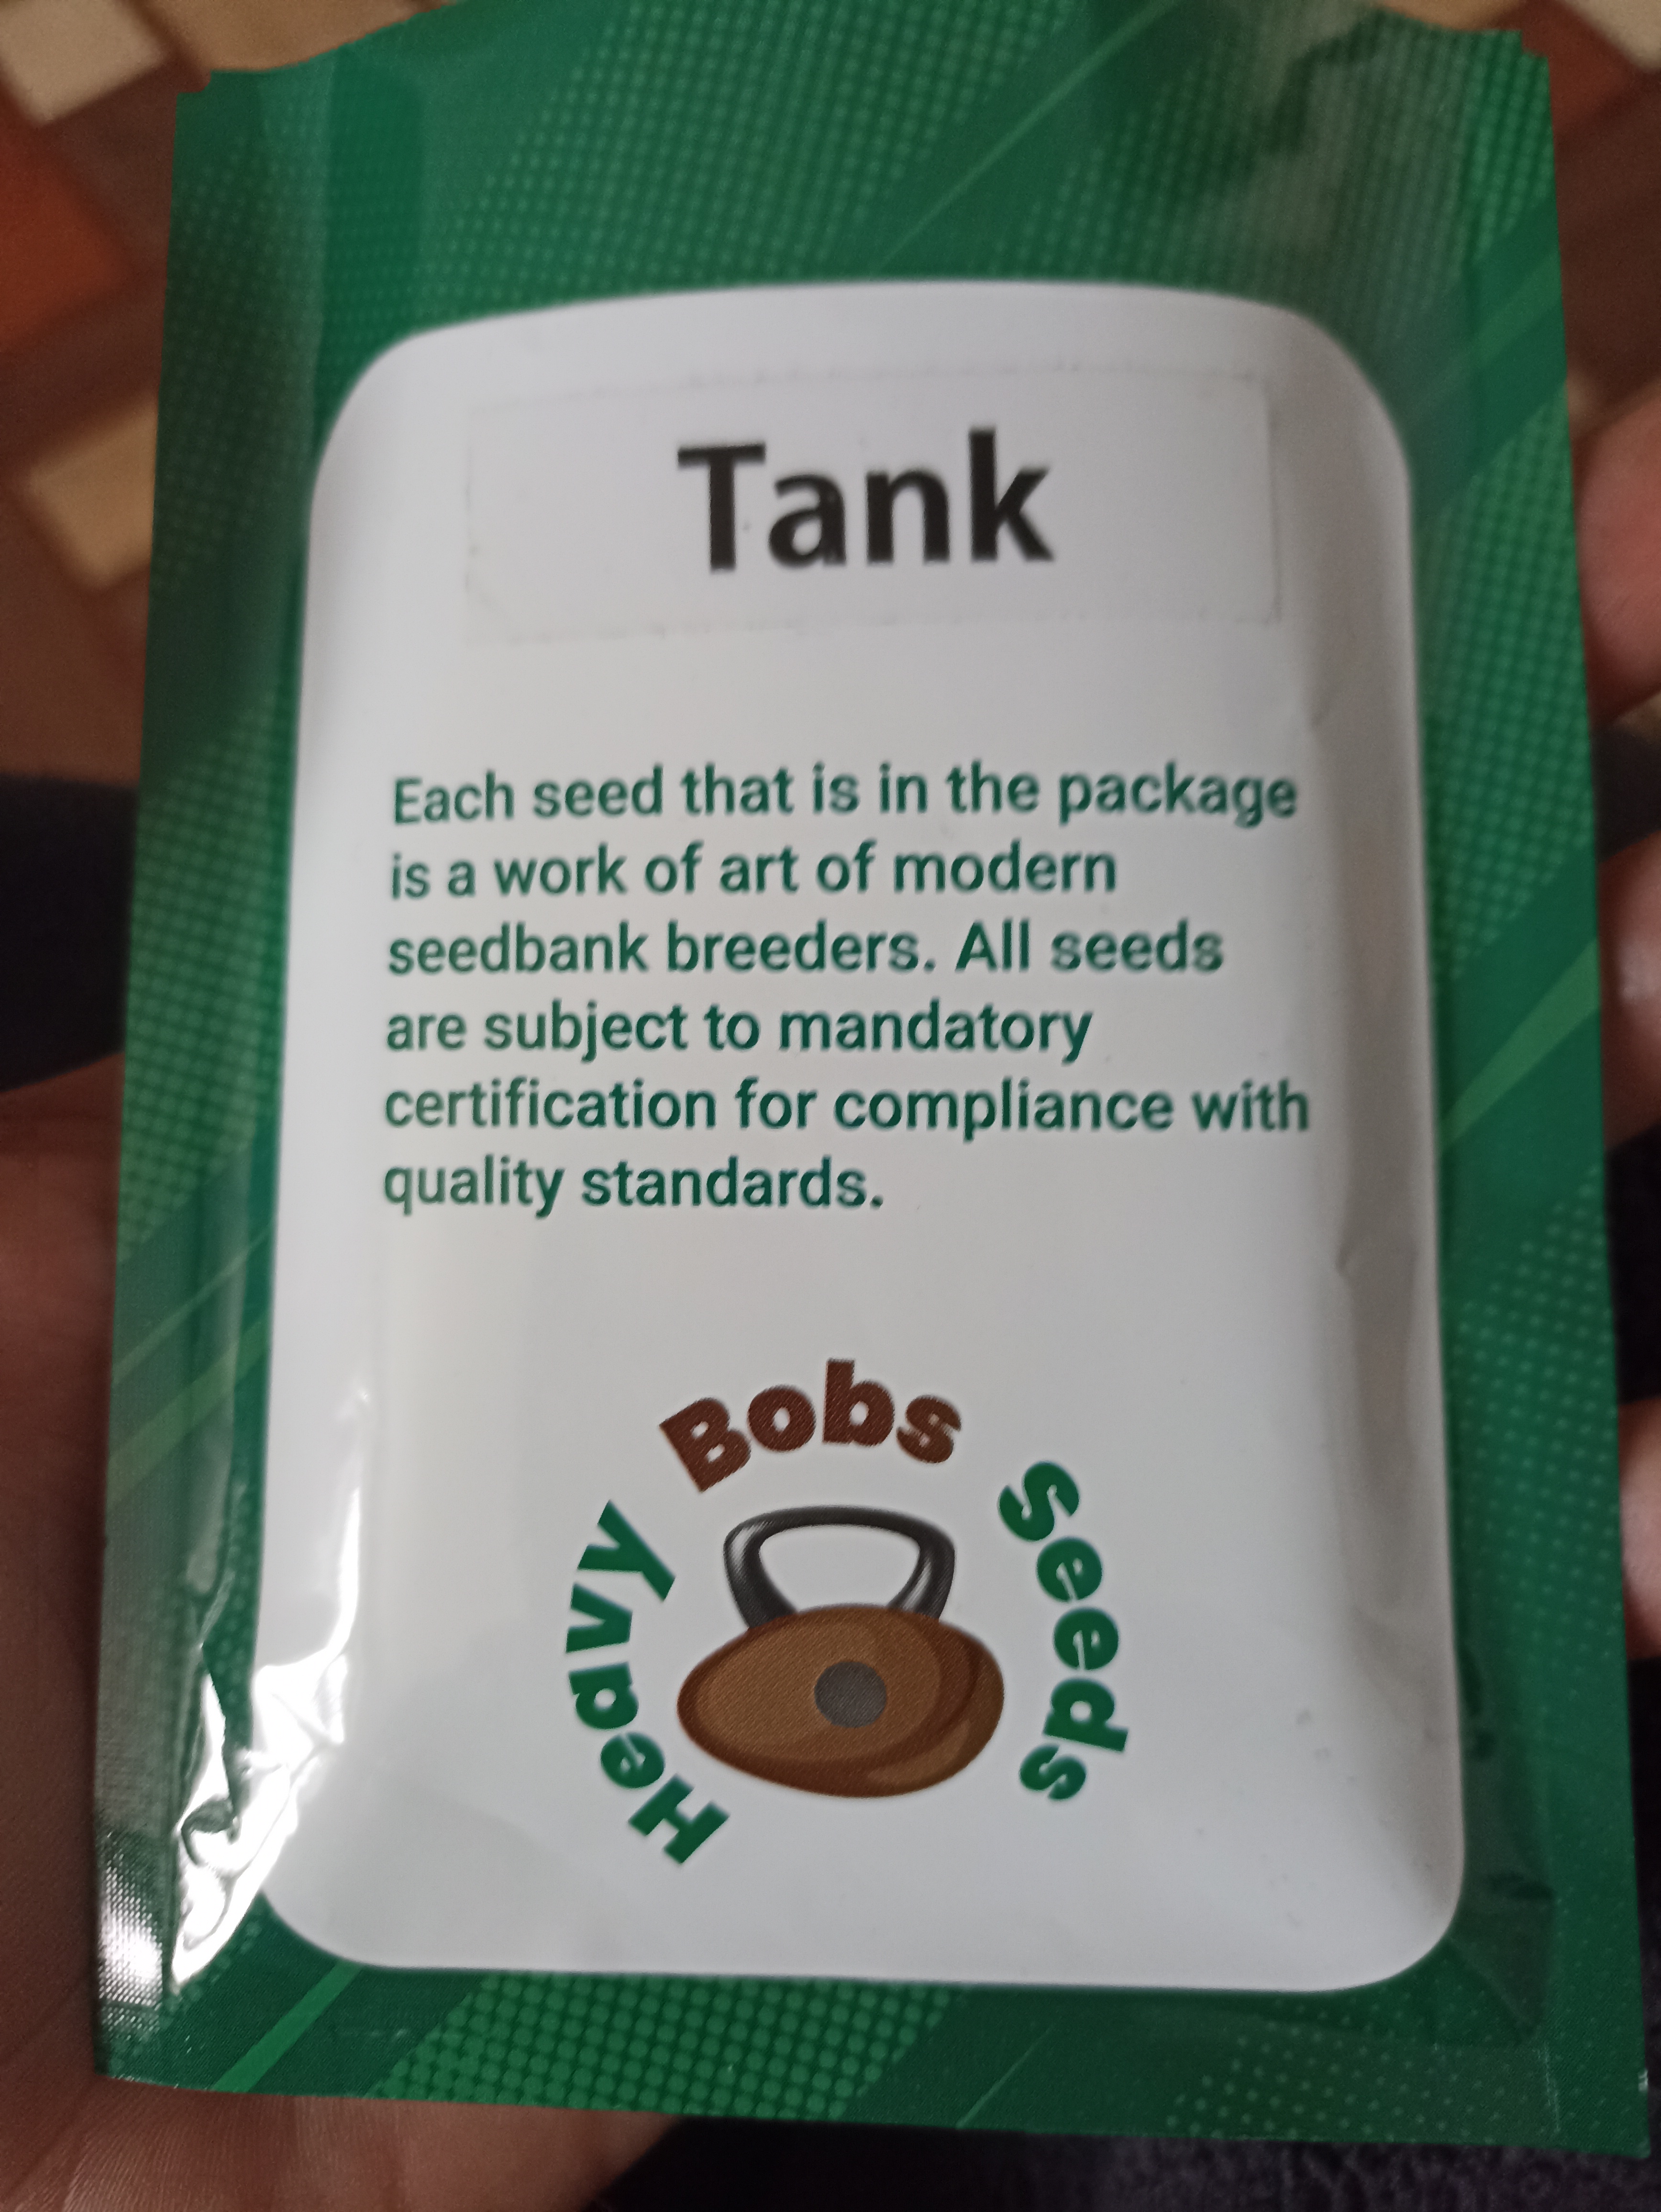 Tank
Each seed that is in the package
is a work of art of modern
seedbank breeders. All seeds
are subject to mandatory
certification for compliance with
quality standards.
Heavy Bobs Seeds